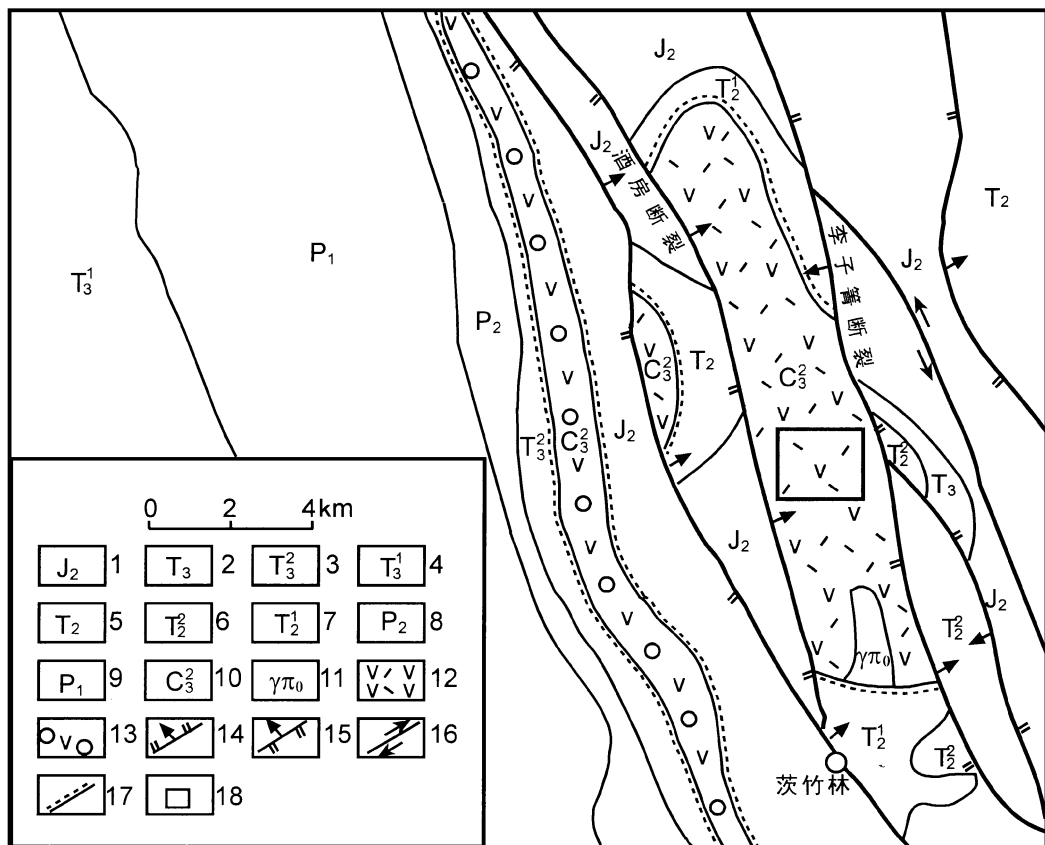 J₂
T₂¹
V
J₂
酒房断裂
T₂
李子箐断裂
J₂
P₁
T₃¹
P₂
C₃²
T₂
C₃²
T₃²
C₃²
J₂
T₂²
T₃
J₂
J₂
T₂²
γπ₀
T₂¹
T₂²
茨竹林
0 2 4 km
J₂ 1 T₃ 2 T₃² 3 T₃¹ 4
T₂ 5 T₂² 6 T₂¹ 7 P₂ 8
P₁ 9 C₃² 10 γπ₀ 11 V V V V 12
V 13 14 15 16
17 18